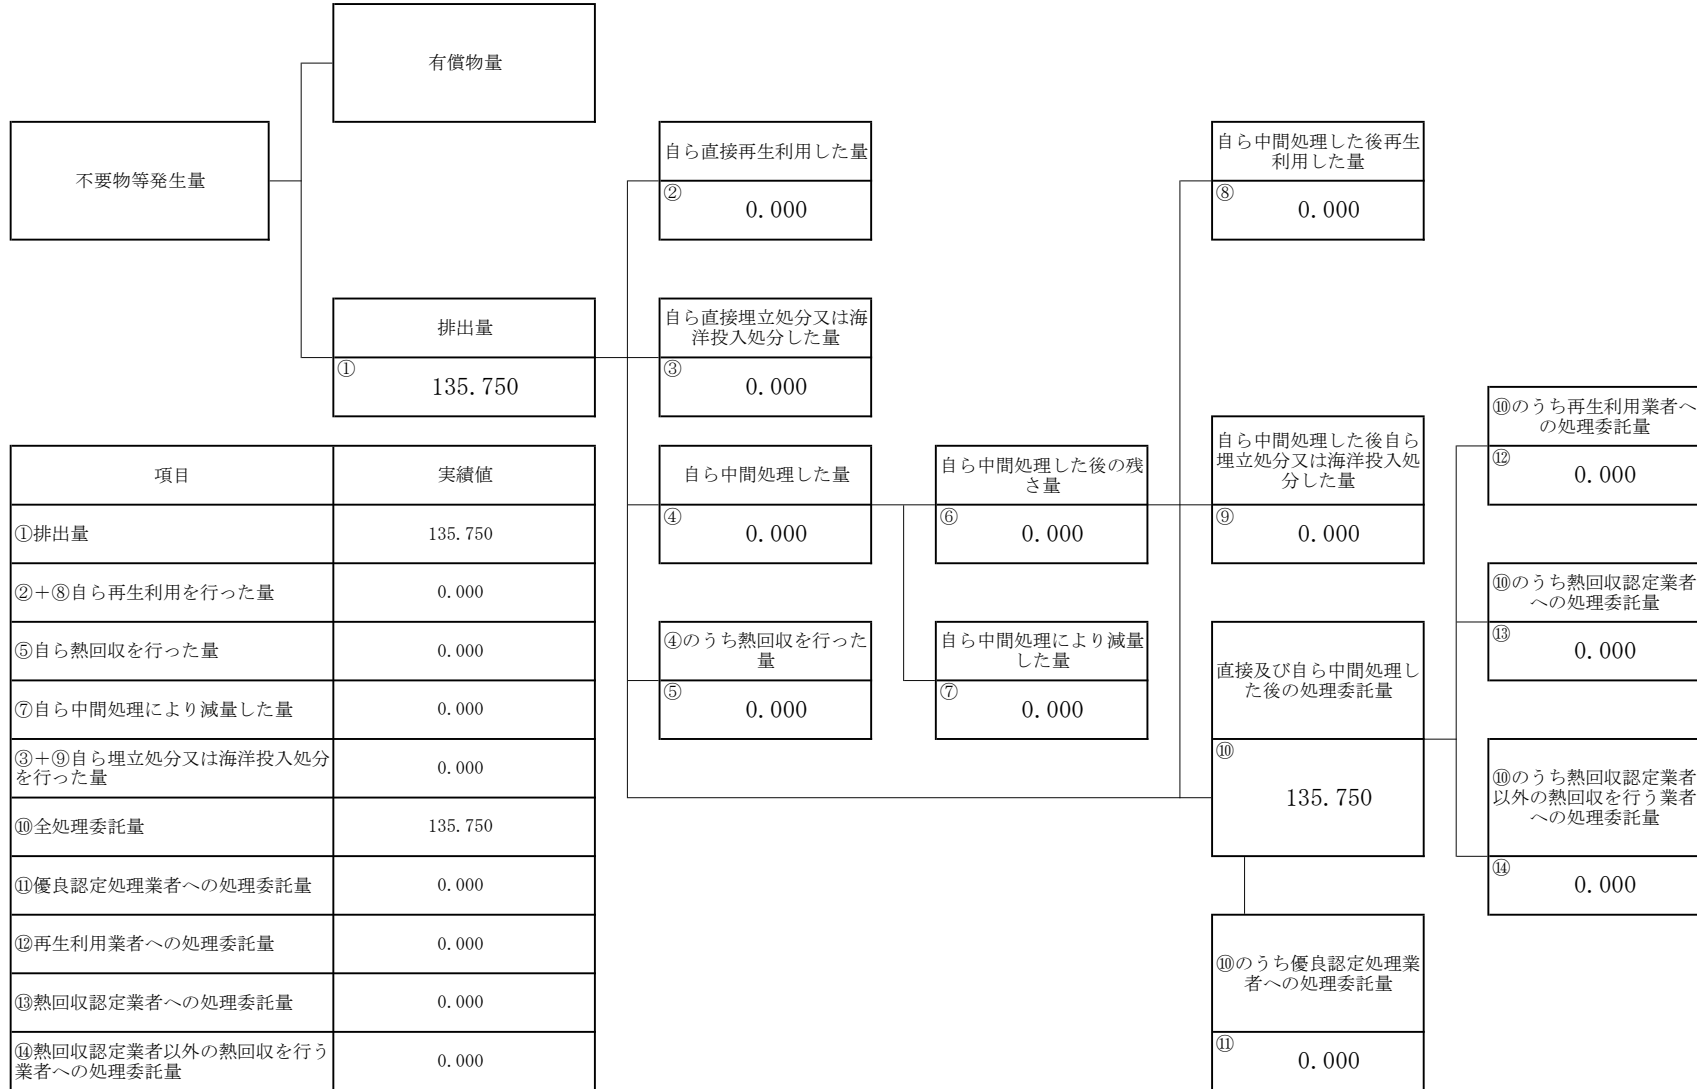 有償物量
不要物等発生量
自ら直接再生利用した量
②
0.000
自ら中間処理した後再生
利用した量
⑧
0.000
排出量
①
135.750
自ら直接埋立処分又は海
洋投入処分した量
③
0.000
自ら中間処理した量
④
0.000
自ら中間処理した後の残
さ量
⑥
0.000
自ら中間処理した後自ら
埋立処分又は海洋投入処
分した量
⑨
0.000
⑩のうち再生利用業者へ
の処理委託量
⑫
0.000
④のうち熱回収を行った
量
⑤
0.000
自ら中間処理により減量
した量
⑦
0.000
直接及び自ら中間処理し
た後の処理委託量
⑩
135.750
⑩のうち熱回収認定業者
への処理委託量
⑬
0.000
⑩のうち熱回収認定業者
以外の熱回収を行う業者
への処理委託量
⑭
0.000
⑩のうち優良認定処理業
者への処理委託量
⑪
0.000
項目 実績値
①排出量 135.750
②+⑧自ら再生利用を行った量 0.000
⑤自ら熱回収を行った量 0.000
⑦自ら中間処理により減量した量 0.000
③+⑨自ら埋立処分又は海洋投入処分
を行った量 0.000
⑩全処理委託量 135.750
⑪優良認定処理業者への処理委託量 0.000
⑫再生利用業者への処理委託量 0.000
⑬熱回収認定業者への処理委託量 0.000
⑭熱回収認定業者以外の熱回収を行う
業者への処理委託量 0.000